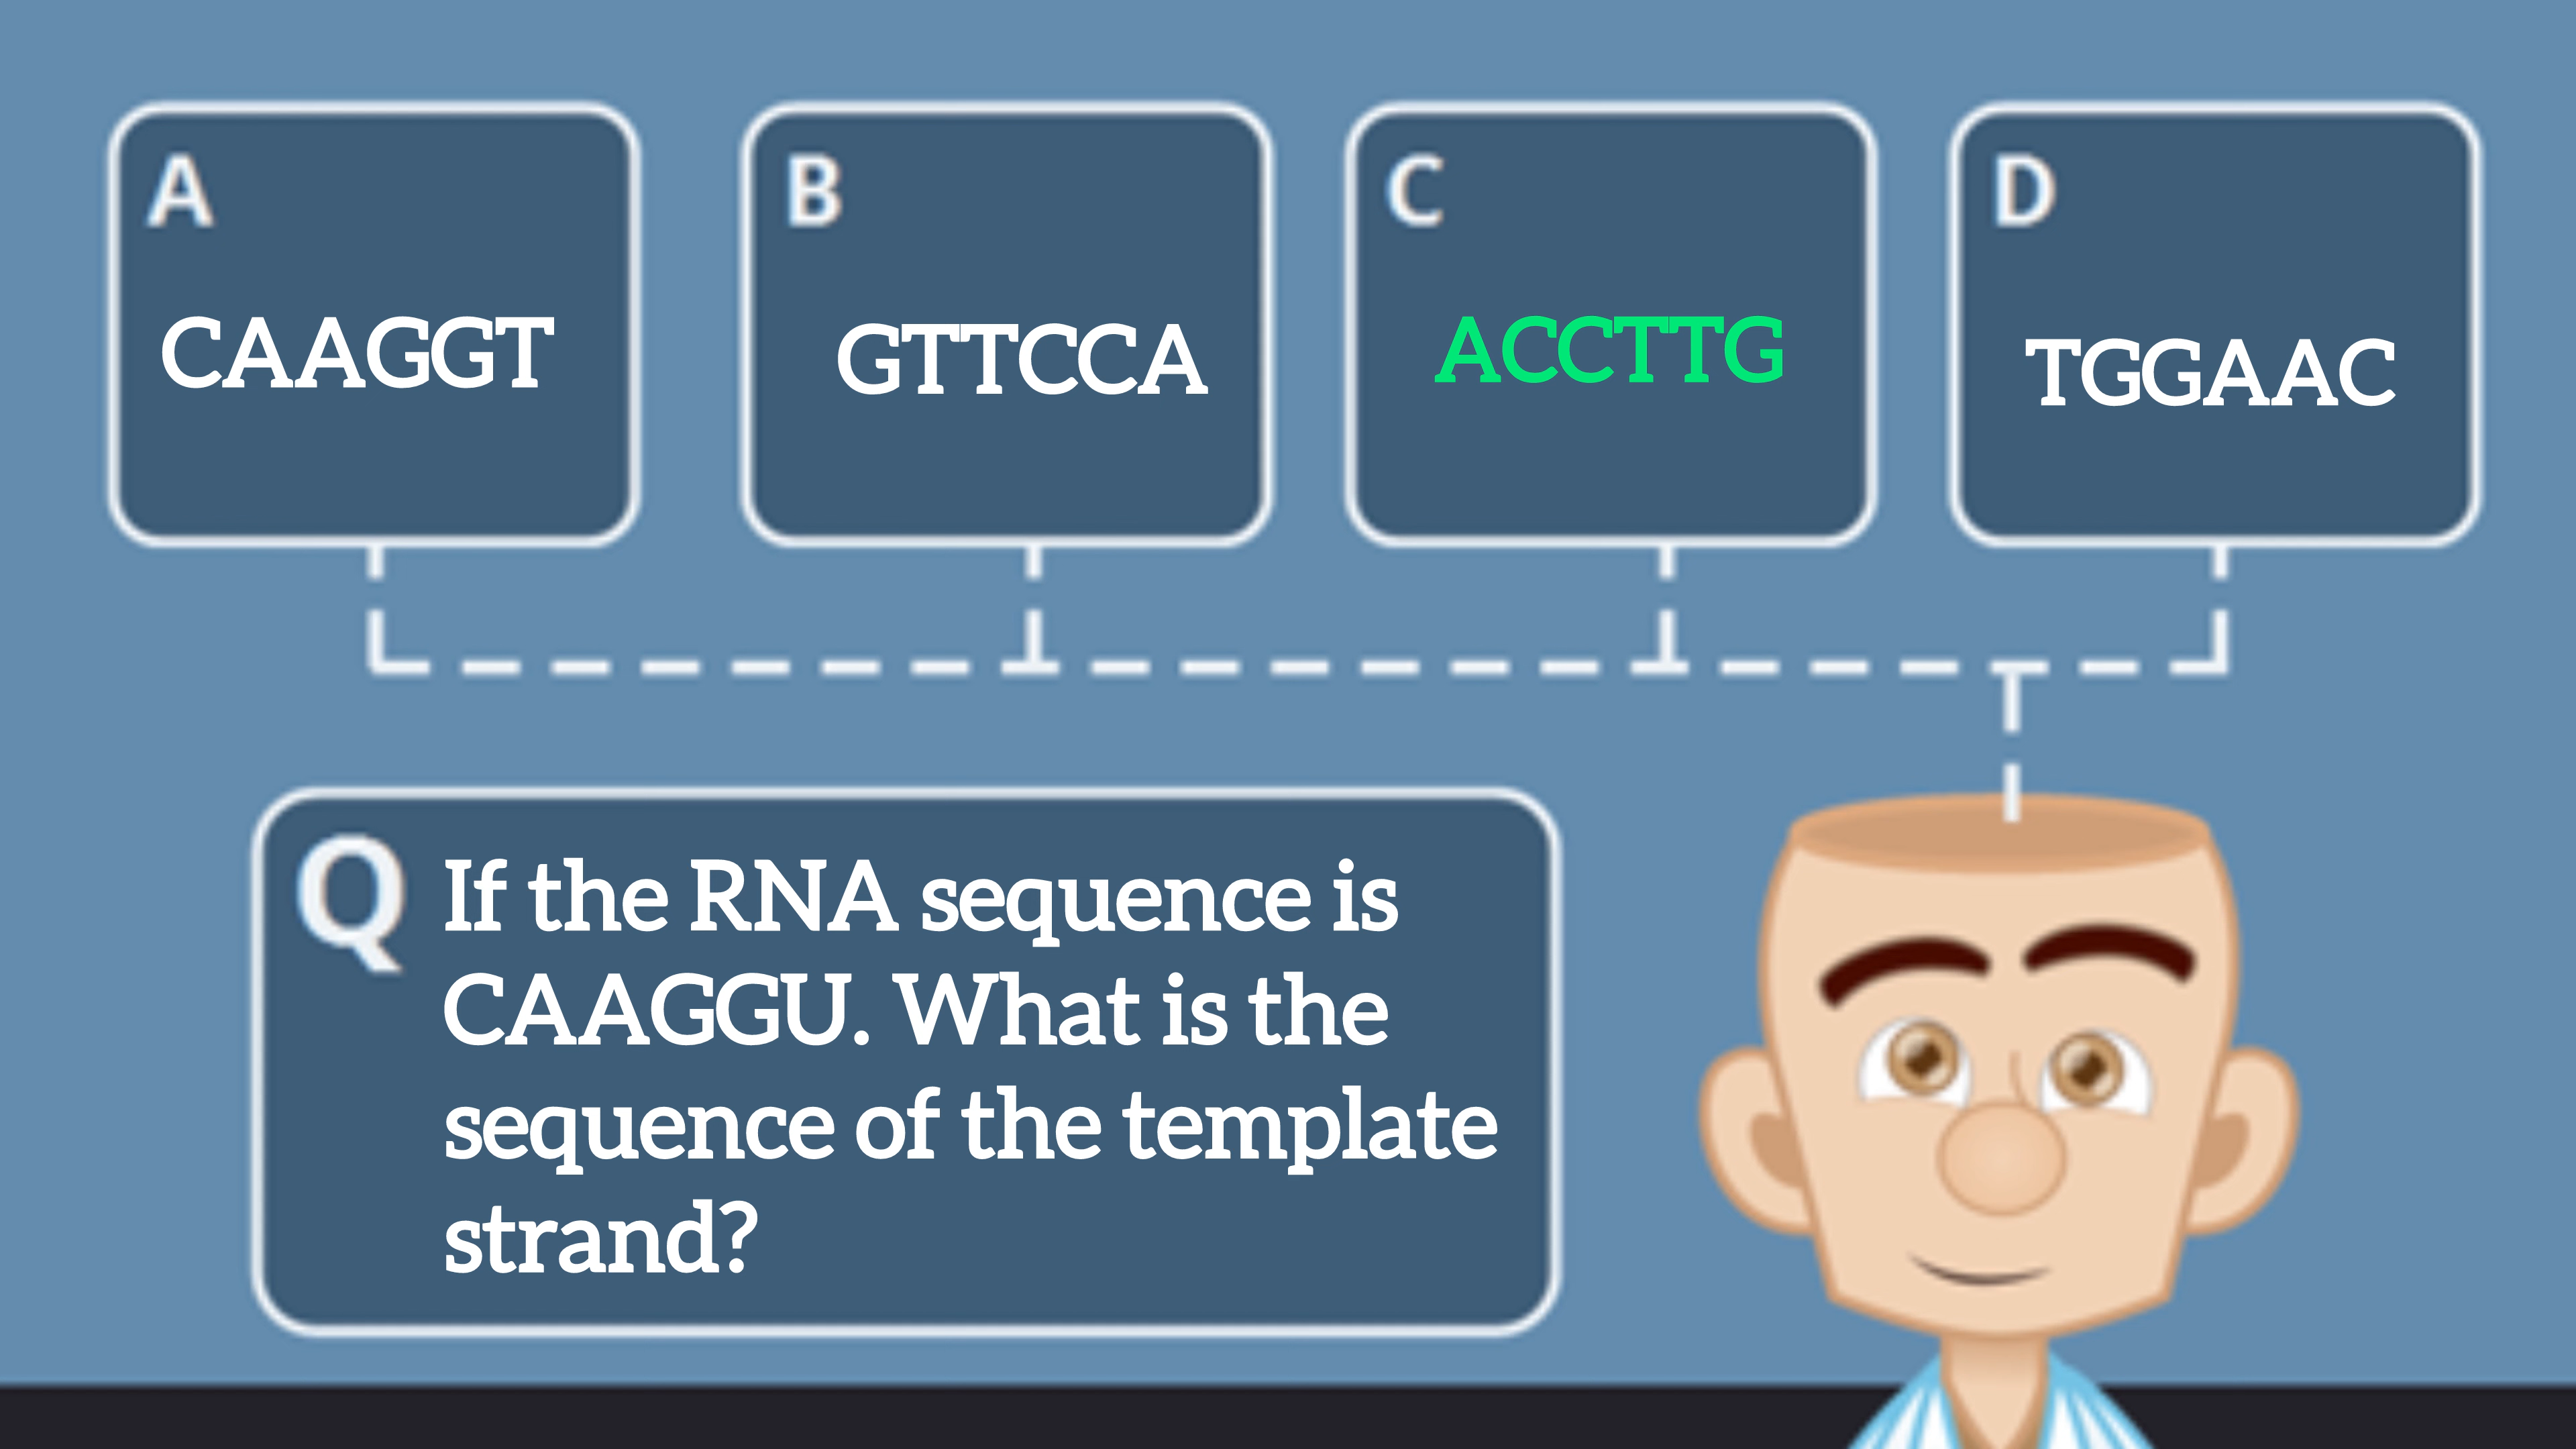 A
B
C
D
CAAGGT
GTTCCA
ACCTTG
TGGAAC
Q
If the RNA sequence is
CAAGGU. What is the
sequence of the template
strand?